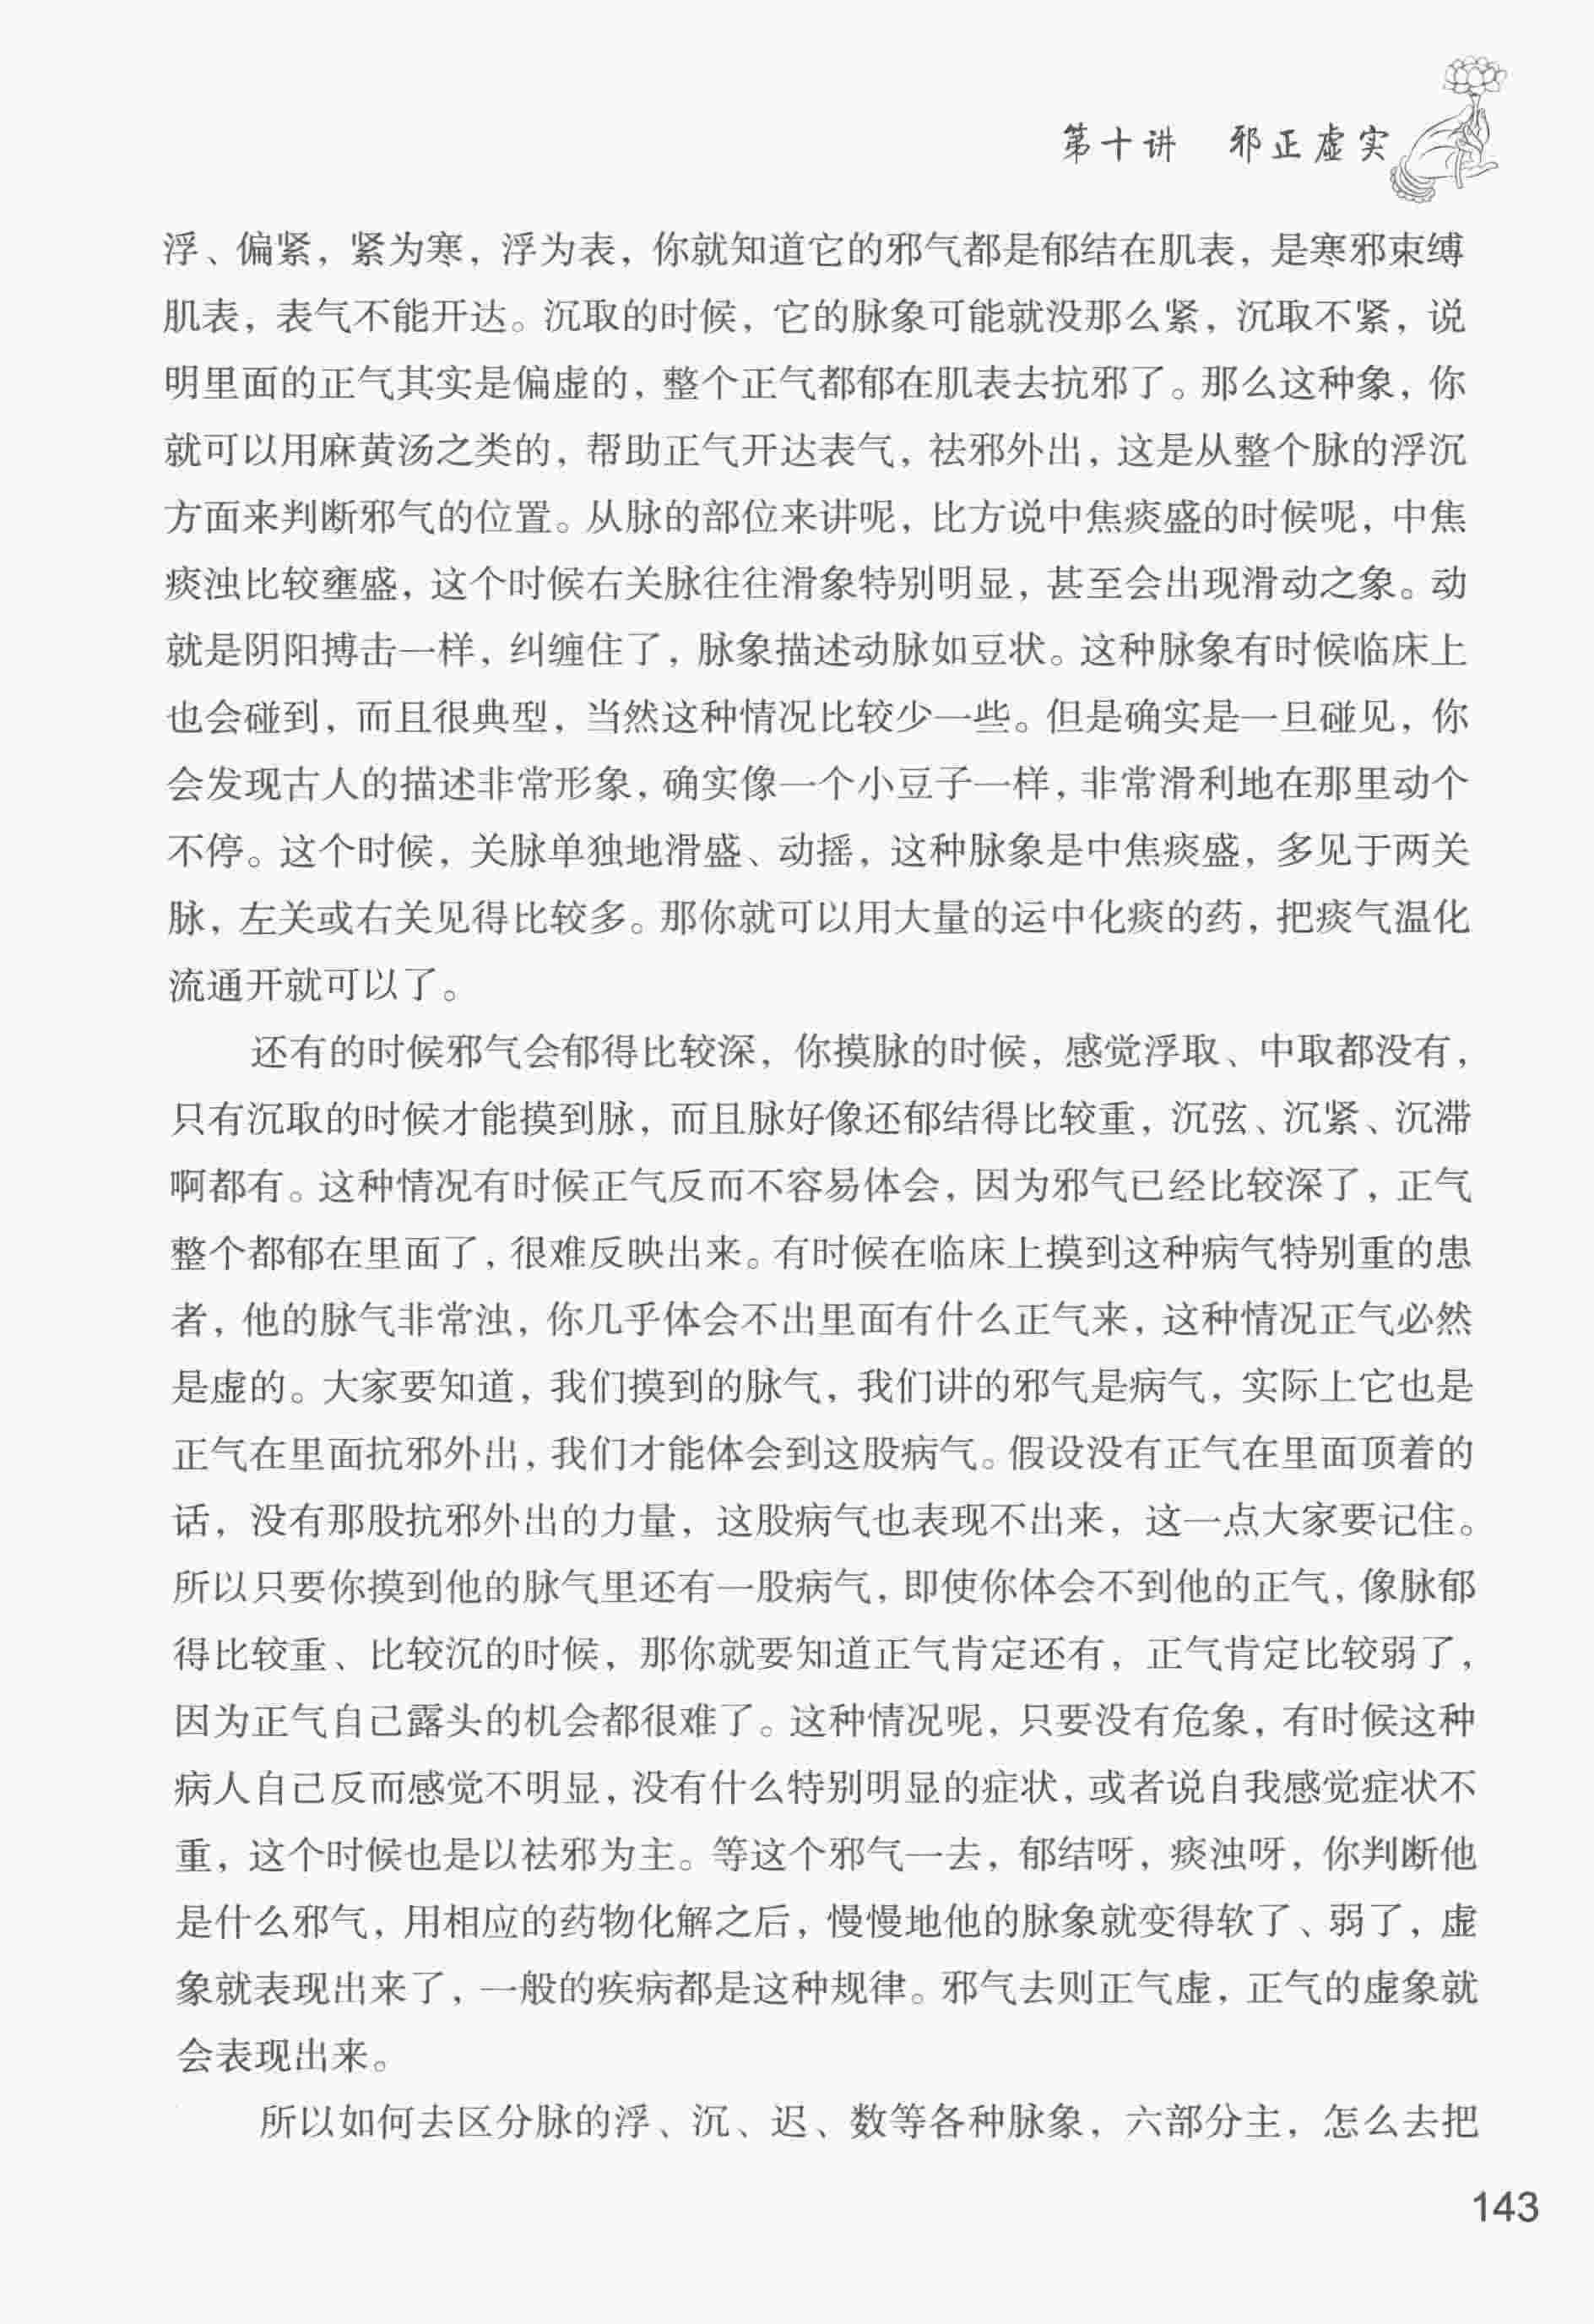 第十讲 邪正虚实
浮、偏紧，紧为寒，浮为表，你就知道它的邪气都是郁结在肌表，是寒邪束缚
肌表，表气不能开达。沉取的时候，它的脉象可能就没那么紧，沉取不紧，说
明里面的正气其实是偏虚的，整个正气都郁在肌表去抗邪了。那么这种象，你
就可以用麻黄汤之类的，帮助正气开达表气，祛邪外出，这是从整个脉的浮沉
方面来判断邪气的位置。从脉的部位来讲呢，比方说中焦痰盛的时候呢，中焦
痰浊比较壅盛，这个时候右关脉往往滑象特别明显，甚至会出现滑动之象。动
就是阴阳搏击一样，纠缠住了，脉象描述动脉如豆状。这种脉象有时候临床上
也会碰到，而且很典型，当然这种情况比较少一些。但是确实是一旦碰见，你
会发现古人的描述非常形象，确实像一个小豆子一样，非常滑利地在那里动个
不停。这个时候，关脉单独地滑盛、动摇，这种脉象是中焦痰盛，多见于两关
脉，左关或右关见得比较多。那你就可以用大量的运中化痰的药，把痰气温化
流通开就可以了。
还有的时候邪气会郁得比较深，你摸脉的时候，感觉浮取、中取都没有，
只有沉取的时候才能摸到脉，而且脉好像还郁结得比较重，沉弦、沉紧、沉滞
啊都有。这种情况有时候正气反而不容易体会，因为邪气已经比较深了，正气
整个都郁在里面了，很难反映出来。有时候在临床上摸到这种病气特别重的患
者，他的脉气非常浊，你几乎体会不出里面有什么正气来，这种情况正气必然
是虚的。大家要知道，我们摸到的脉气，我们讲的邪气是病气，实际上它也是
正气在里面抗邪外出，我们才能体会到这股病气。假设没有正气在里面顶着的
话，没有那股抗邪外出的力量，这股病气也表现不出来，这一点大家要记住。
所以只要你摸到他的脉气里还有一股病气，即使你体会不到他的正气，像脉郁
得比较重、比较沉的时候，那你就要知道正气肯定还有，正气肯定比较弱了，
因为正气自己露头的机会都很难了。这种情况呢，只要没有危象，有时候这种
病人自己反而感觉不明显，没有什么特别明显的症状，或者说自我感觉症状不
重，这个时候也是以祛邪为主。等这个邪气一去，郁结呀，痰浊呀，你判断他
是什么邪气，用相应的药物化解之后，慢慢地他的脉象就变得软了、弱了，虚
象就表现出来了，一般的疾病都是这种规律。邪气去则正气虚，正气的虚象就
会表现出来。
所以如何去区分脉的浮、沉、迟、数等各种脉象，六部分主，怎么去把
143